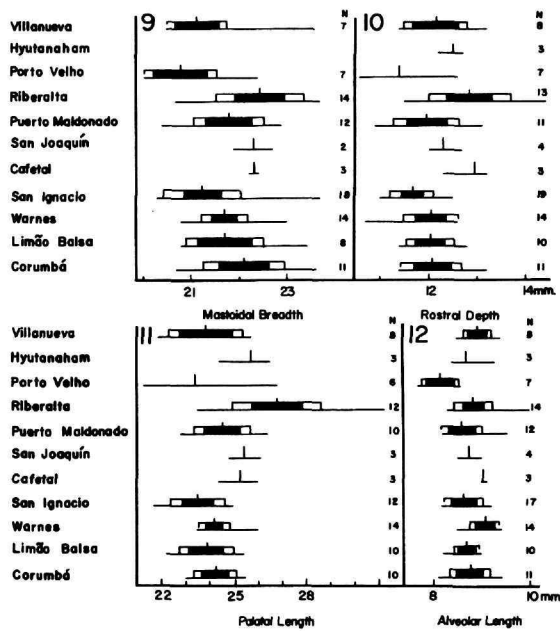 9 N 10 N
Villanueva 7 8
Hyutanaham 3
Porto Velho 7 7
Riberalta 14 13
Puerto Maldonado 12 11
San Joaquín 2 4
Cafetal 3 3
San Ignacio 18 19
Warnes 14 14
Limão Balsa 8 10
Corumbá 11 11
21 23 12 14mm.
Mastoidal Breadth Rostral Depth
11 N 12 N
Villanueva 8 8
Hyutanaham 3 3
Porto Velho 6 7
Riberalta 12 14
Puerto Maldonado 10 12
San Joaquín 3 4
Cafetal 3 3
San Ignacio 12 17
Warnes 14 14
Limão Balsa 10 10
Corumbá 10 11
22 25 28 8 10mm
Palatal Length Alveolar Length